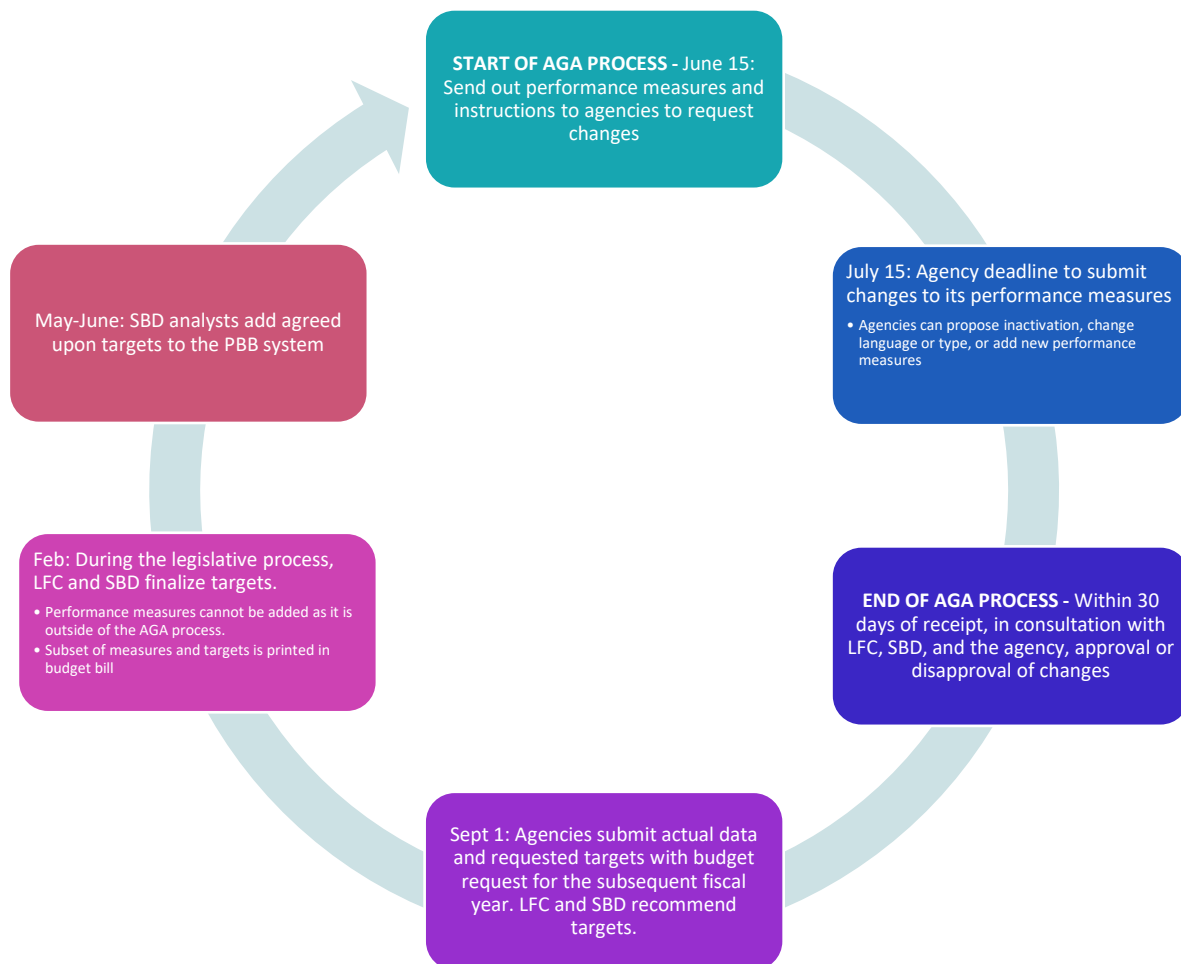 START OF AGA PROCESS - June 15:
Send out performance measures and
instructions to agencies to request
changes
July 15: Agency deadline to submit
changes to its performance measures
• Agencies can propose inactivation, change
language or type, or add new performance
measures
END OF AGA PROCESS - Within 30
days of receipt, in consultation with
LFC, SBD, and the agency, approval or
disapproval of changes
Sept 1: Agencies submit actual data
and requested targets with budget
request for the subsequent fiscal
year. LFC and SBD recommend
targets.
Feb: During the legislative process,
LFC and SBD finalize targets.
• Performance measures cannot be added as it is
outside of the AGA process.
• Subset of measures and targets is printed in
budget bill
May-June: SBD analysts add agreed
upon targets to the PBB system